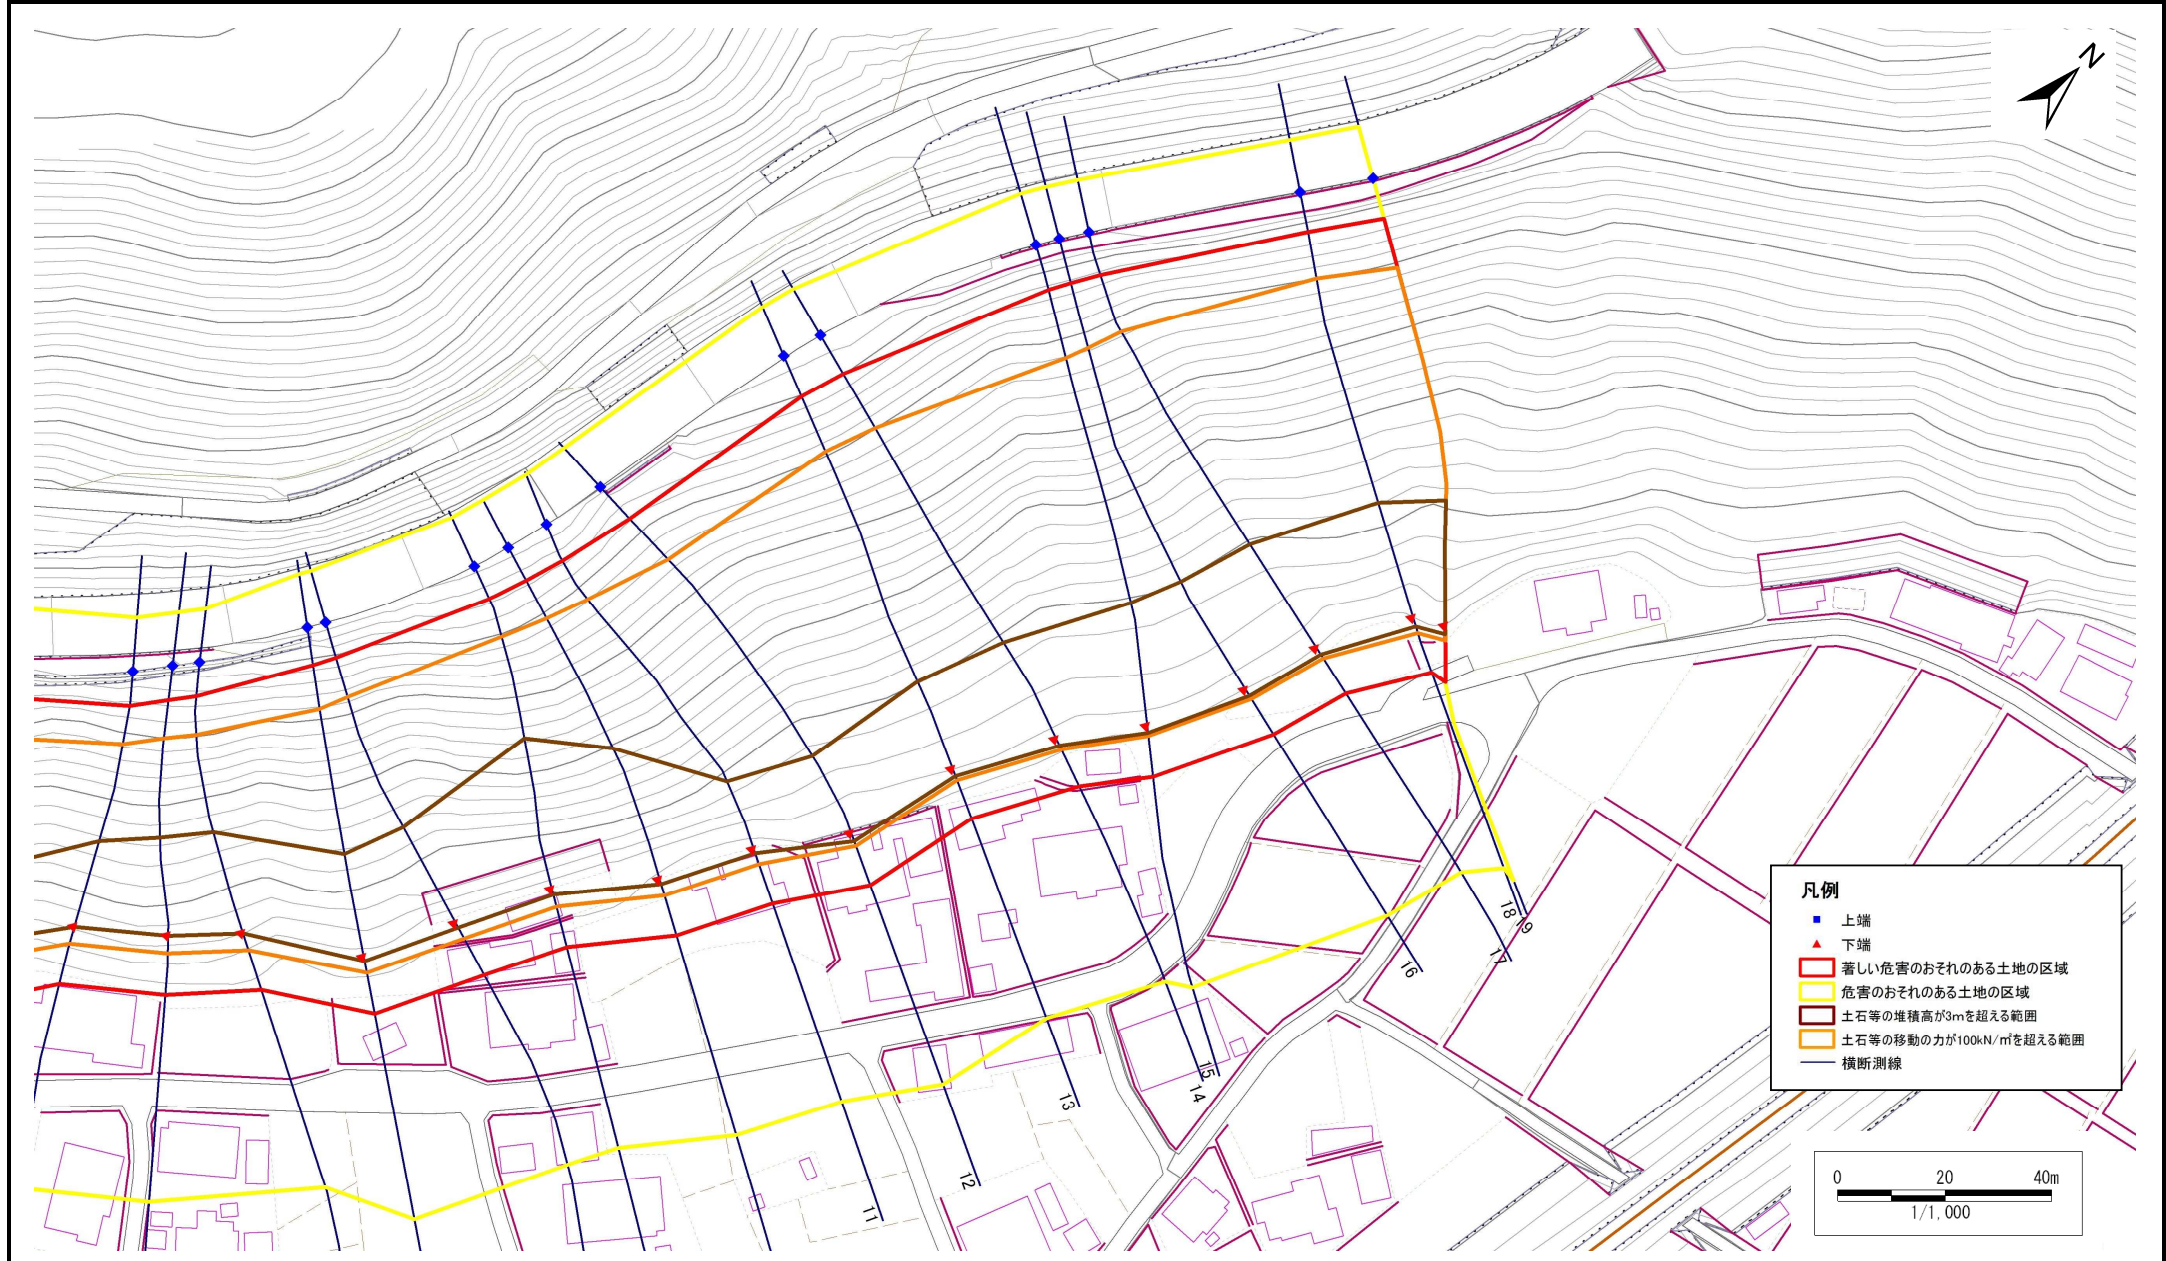 N
18
19
17
16
15
14
13
12
11
凡例
上端
下端
著しい危害のおそれのある土地の区域
危害のおそれのある土地の区域
土石等の堆積高が3mを超える範囲
土石等の移動の力が100kN/㎡を超える範囲
横断測線
0 20 40m
1/1,000